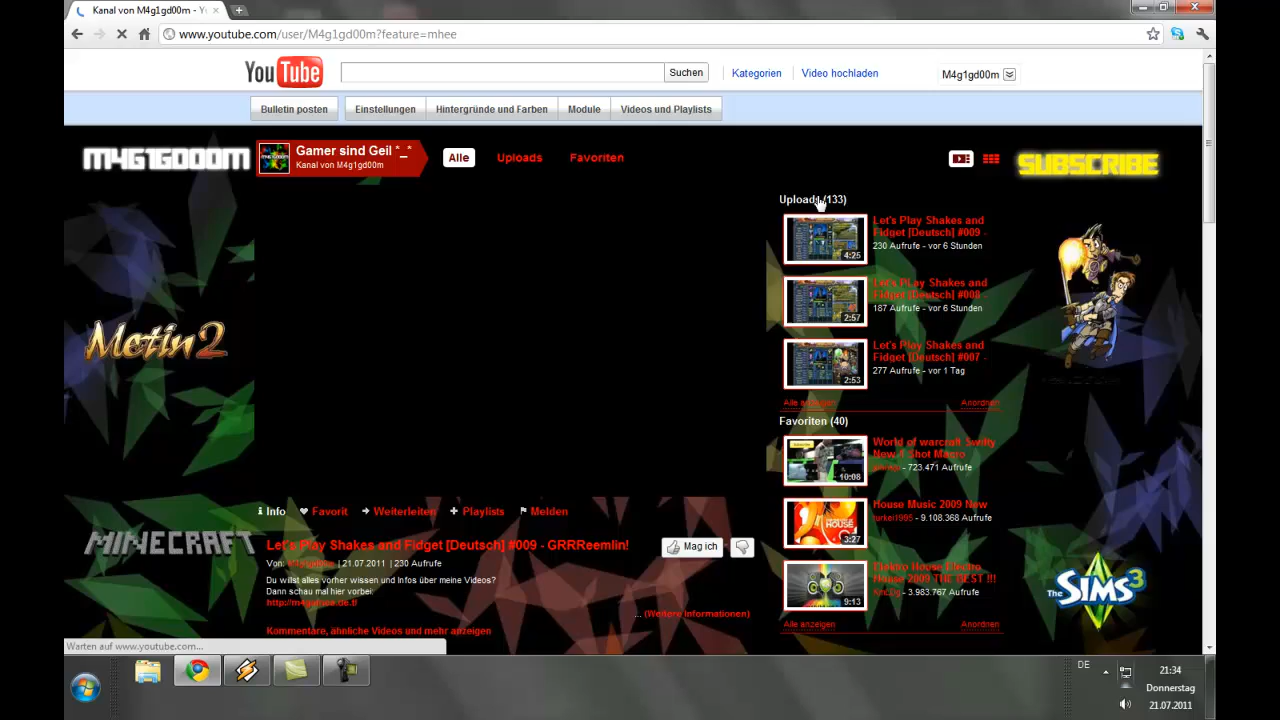 Kanal von M4g1gd00m - Y
www.youtube.com/user/M4g1gd00m?feature=mhee
YouTube
Suchen
Kategorien
Video hochladen
M4g1gd00m
Bulletin posten
Einstellungen
Hintergründe und Farben
Module
Videos und Playlists
M4G1GD00M
Gamer sind Geil *_*
Kanal von M4g1gd00m
Alle
Uploads
Favoriten
SUBSCRIBE
Uploads (133)
Let's Play Shakes and
Fidget [Deutsch] #009 -
230 Aufrufe - vor 6 Stunden
4:25
Let's PLay Shakes and
Fidget [Deutsch] #008 -
187 Aufrufe - vor 6 Stunden
2:57
Let's Play Shakes and
Fidget [Deutsch] #007 -
277 Aufrufe - vor 1 Tag
2:53
Alle anzeigen
Anordnen
Metin2
Favoriten (40)
World of warcraft Swifty
New 1 Shot Macro
- 723.471 Aufrufe
10:08
House Music 2009 New
- 9.108.368 Aufrufe
3:27
Elektro House Electro
House 2009 THE BEST !!!
- 3.983.767 Aufrufe
9:13
Alle anzeigen
Anordnen
MINECRAFT
THE SIMS 3
Info
Favorit
Weiterleiten
Playlists
Melden
Let's Play Shakes and Fidget [Deutsch] #009 - GRRReemlin!
Mag ich
Von: M4g1gd00m | 21.07.2011 | 230 Aufrufe
Du willst alles vorher wissen und Infos über meine Videos?
Dann schau mal hier vorbei:
... (Weitere Informationen)
Kommentare, ähnliche Videos und mehr anzeigen
Warten auf www.youtube.com...
DE
21:34
Donnerstag
21.07.2011